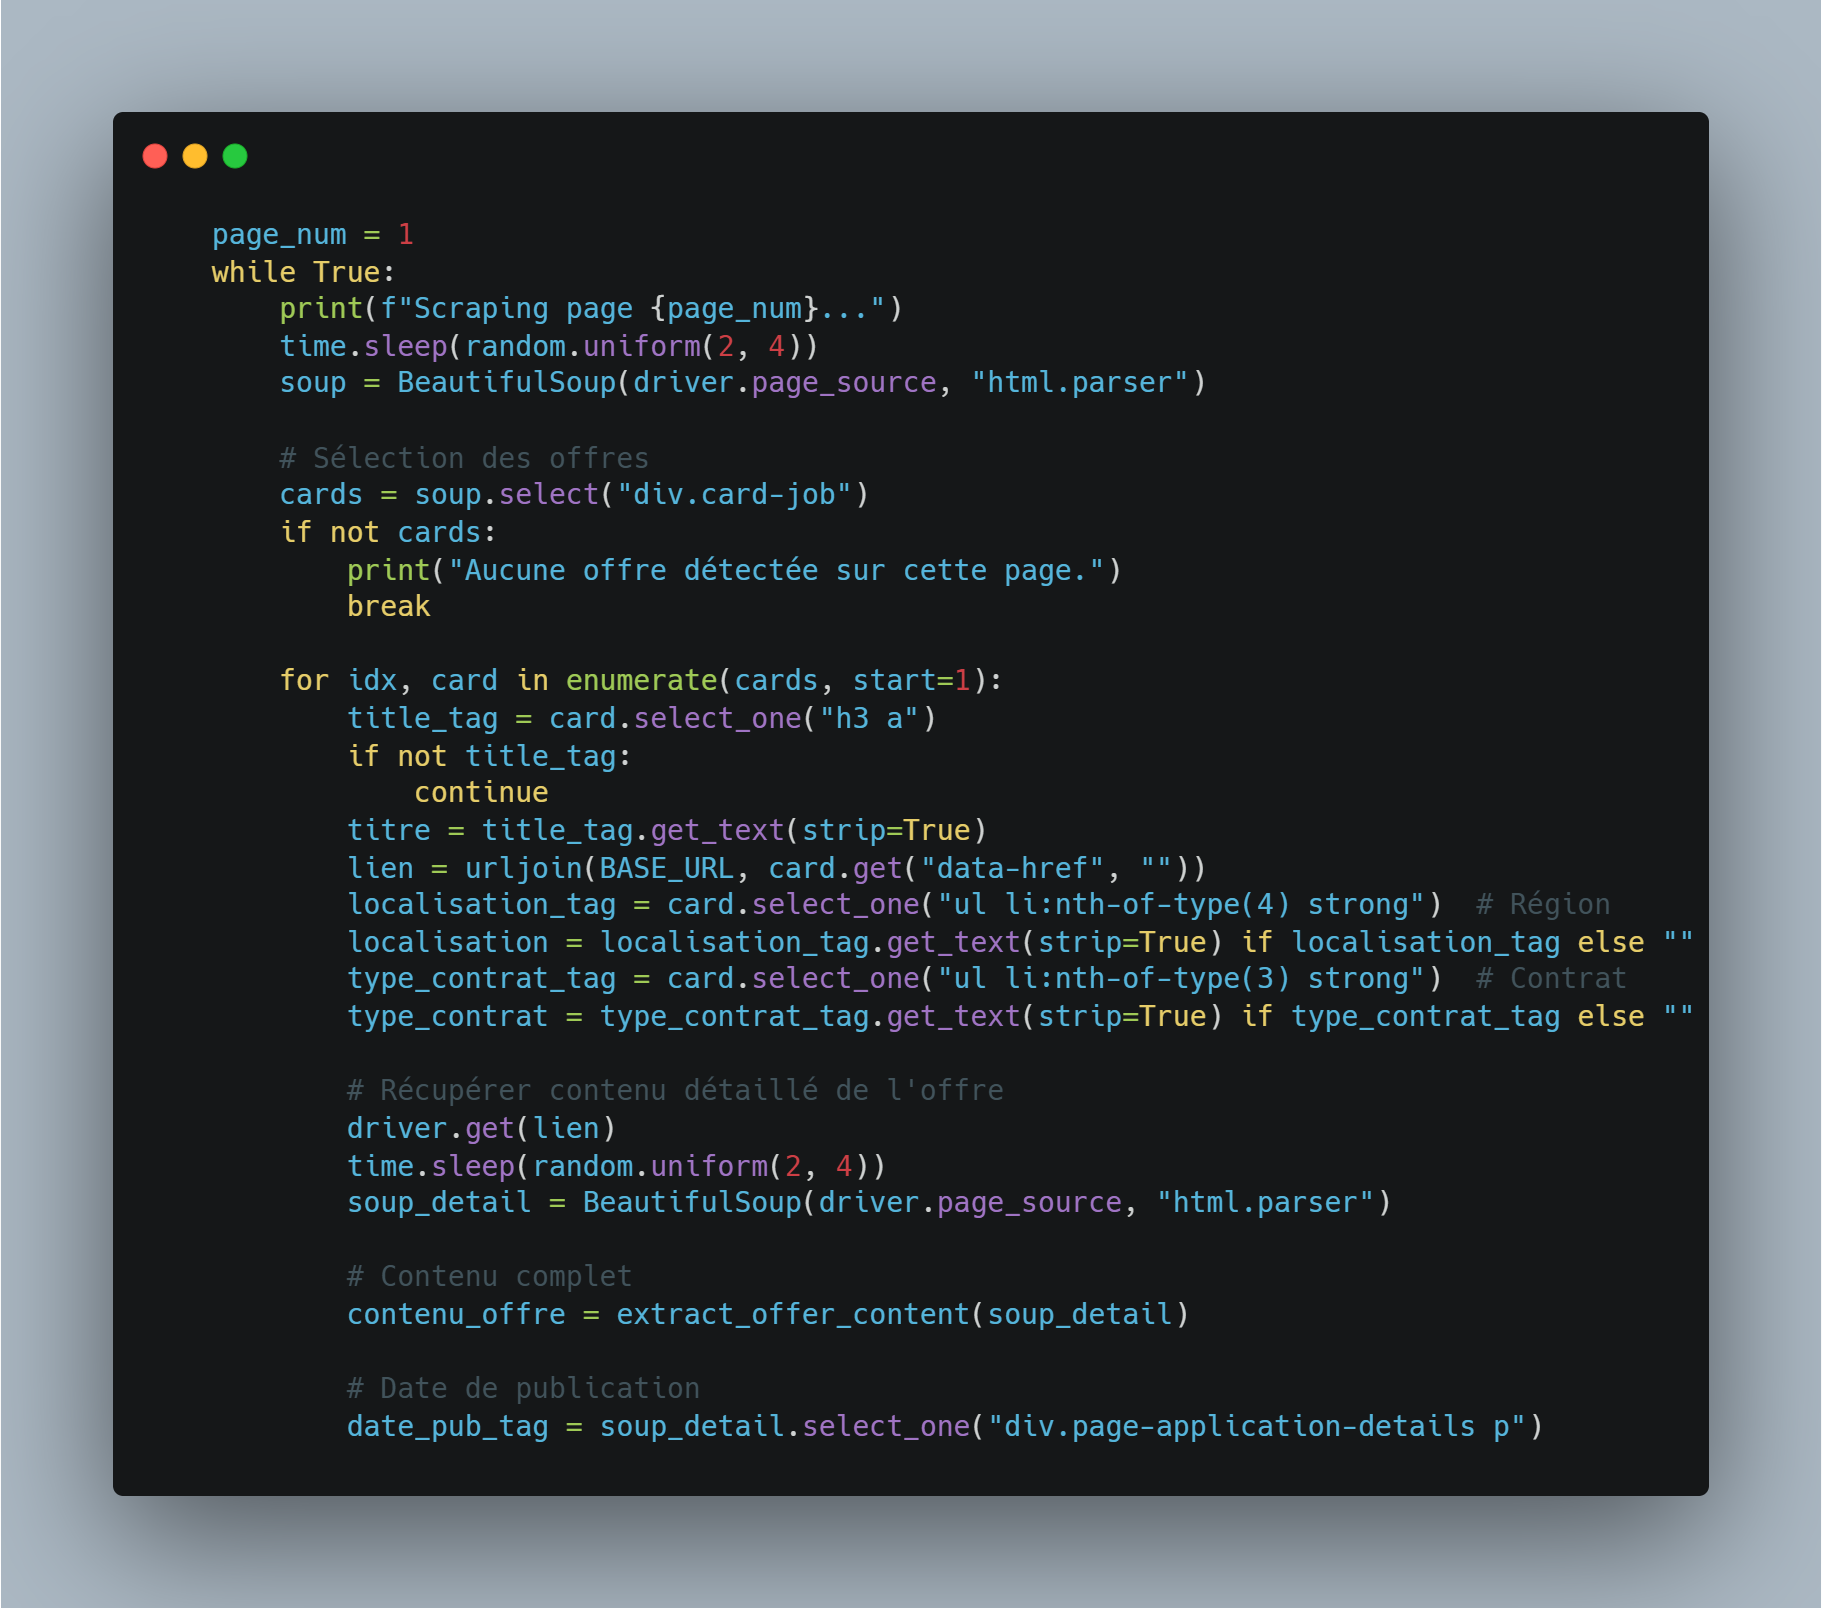 page_num = 1
while True:
    print(f"Scraping page {page_num}...")
    time.sleep(random.uniform(2, 4))
    soup = BeautifulSoup(driver.page_source, "html.parser")

    # Sélection des offres
    cards = soup.select("div.card-job")
    if not cards:
        print("Aucune offre détectée sur cette page.")
        break

    for idx, card in enumerate(cards, start=1):
        title_tag = card.select_one("h3 a")
        if not title_tag:
            continue
        titre = title_tag.get_text(strip=True)
        lien = urljoin(BASE_URL, card.get("data-href", ""))
        localisation_tag = card.select_one("ul li:nth-of-type(4) strong")  # Région
        localisation = localisation_tag.get_text(strip=True) if localisation_tag else ""
        type_contrat_tag = card.select_one("ul li:nth-of-type(3) strong")  # Contrat
        type_contrat = type_contrat_tag.get_text(strip=True) if type_contrat_tag else ""

        # Récupérer contenu détaillé de l'offre
        driver.get(lien)
        time.sleep(random.uniform(2, 4))
        soup_detail = BeautifulSoup(driver.page_source, "html.parser")

        # Contenu complet
        contenu_offre = extract_offer_content(soup_detail)

        # Date de publication
        date_pub_tag = soup_detail.select_one("div.page-application-details p")